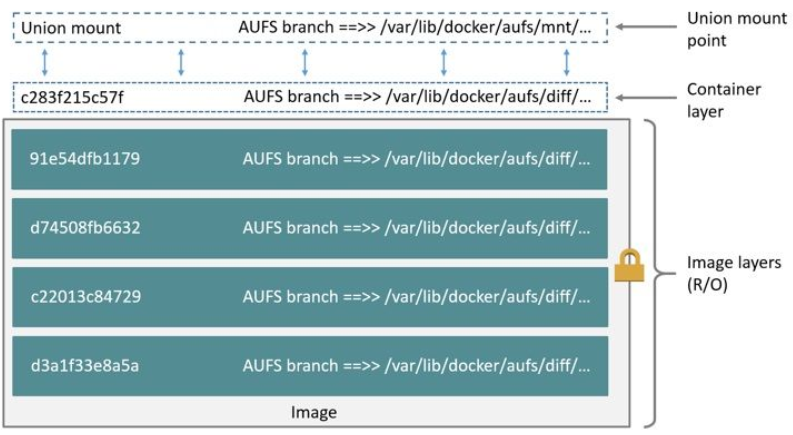 Union mount AUFS branch ==>> /var/lib/docker/aufs/mnt/...
Union mount
point
c283f215c57f AUFS branch ==>> /var/lib/docker/aufs/diff/...
Container
layer
91e54dfb1179 AUFS branch ==>> /var/lib/docker/aufs/diff/...
d74508fb6632 AUFS branch ==>> /var/lib/docker/aufs/diff/...
c22013c84729 AUFS branch ==>> /var/lib/docker/aufs/diff/...
d3a1f33e8a5a AUFS branch ==>> /var/lib/docker/aufs/diff/...
Image layers
(R/O)
Image